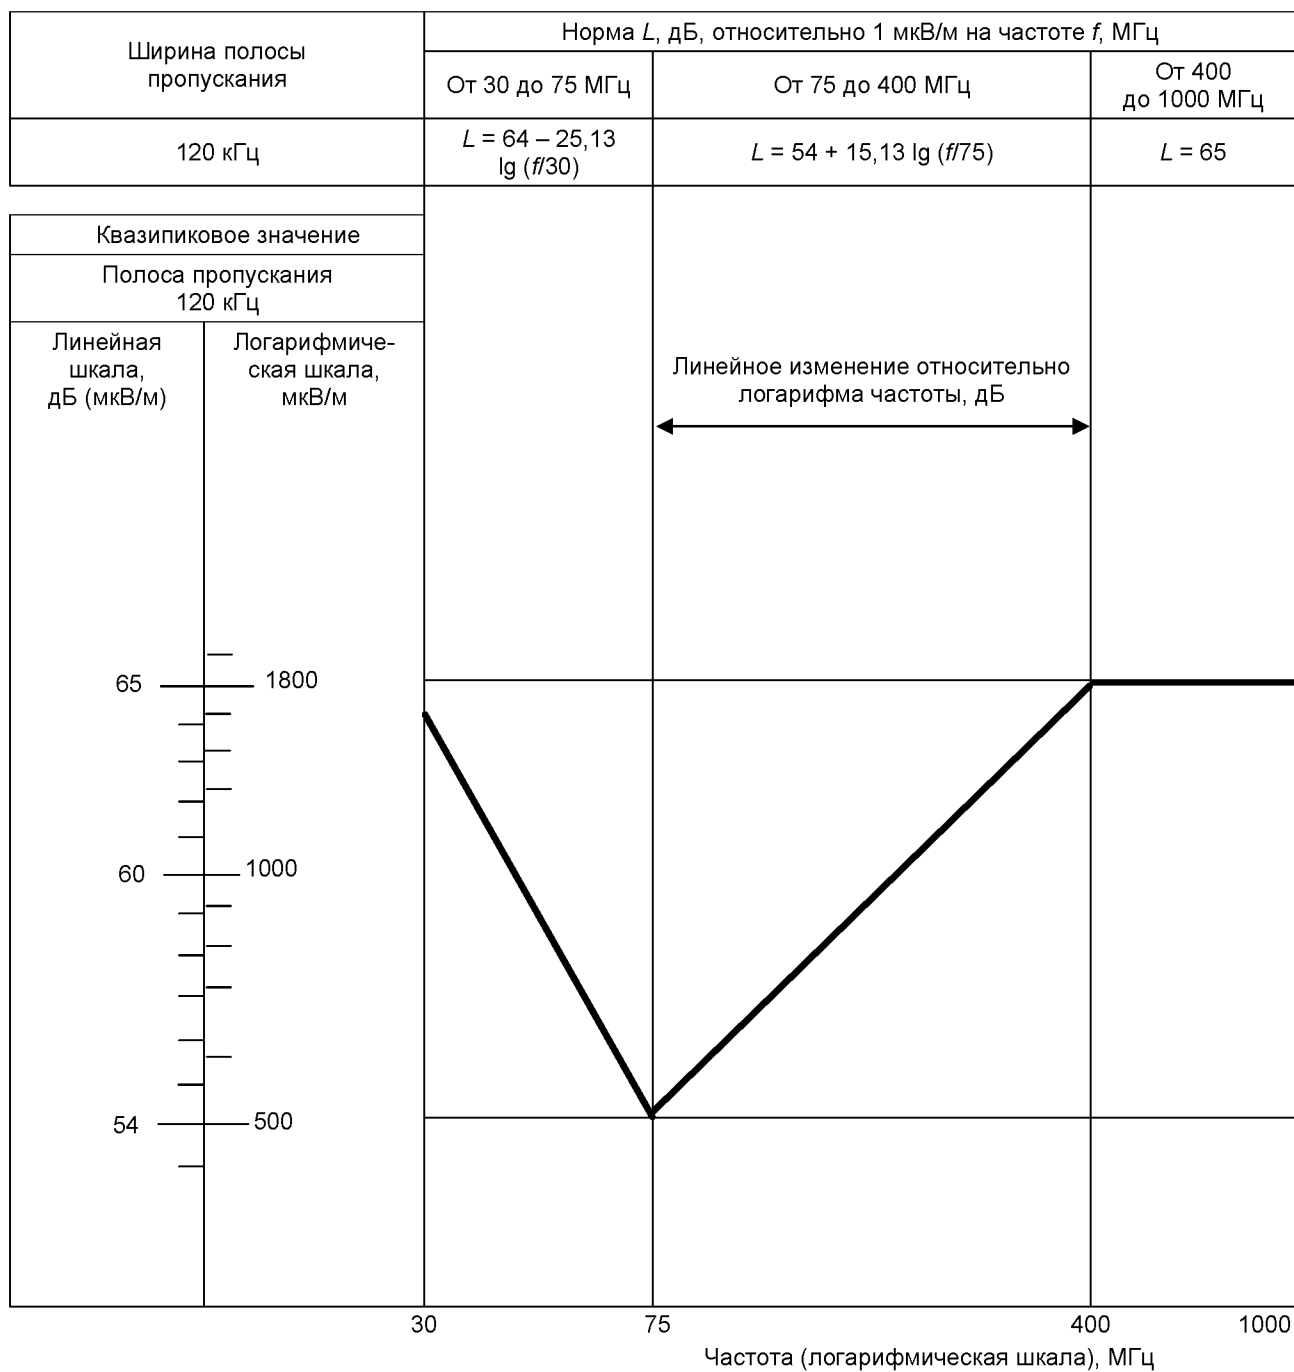 Ширина полосы
пропускания
Норма L, дБ, относительно 1 мкВ/м на частоте f, МГц
От 30 до 75 МГц
От 75 до 400 МГц
От 400
до 1000 МГц
120 кГц
L = 64 – 25,13
lg (f/30)
L = 54 + 15,13 lg (f/75)
L = 65
Квазипиковое значение
Полоса пропускания
120 кГц
Линейная
шкала,
дБ (мкВ/м)
Логарифмиче-
ская шкала,
мкВ/м
Линейное изменение относительно
логарифма частоты, дБ
65
1800
60
1000
54
500
30
75
400
1000
Частота (логарифмическая шкала), МГц